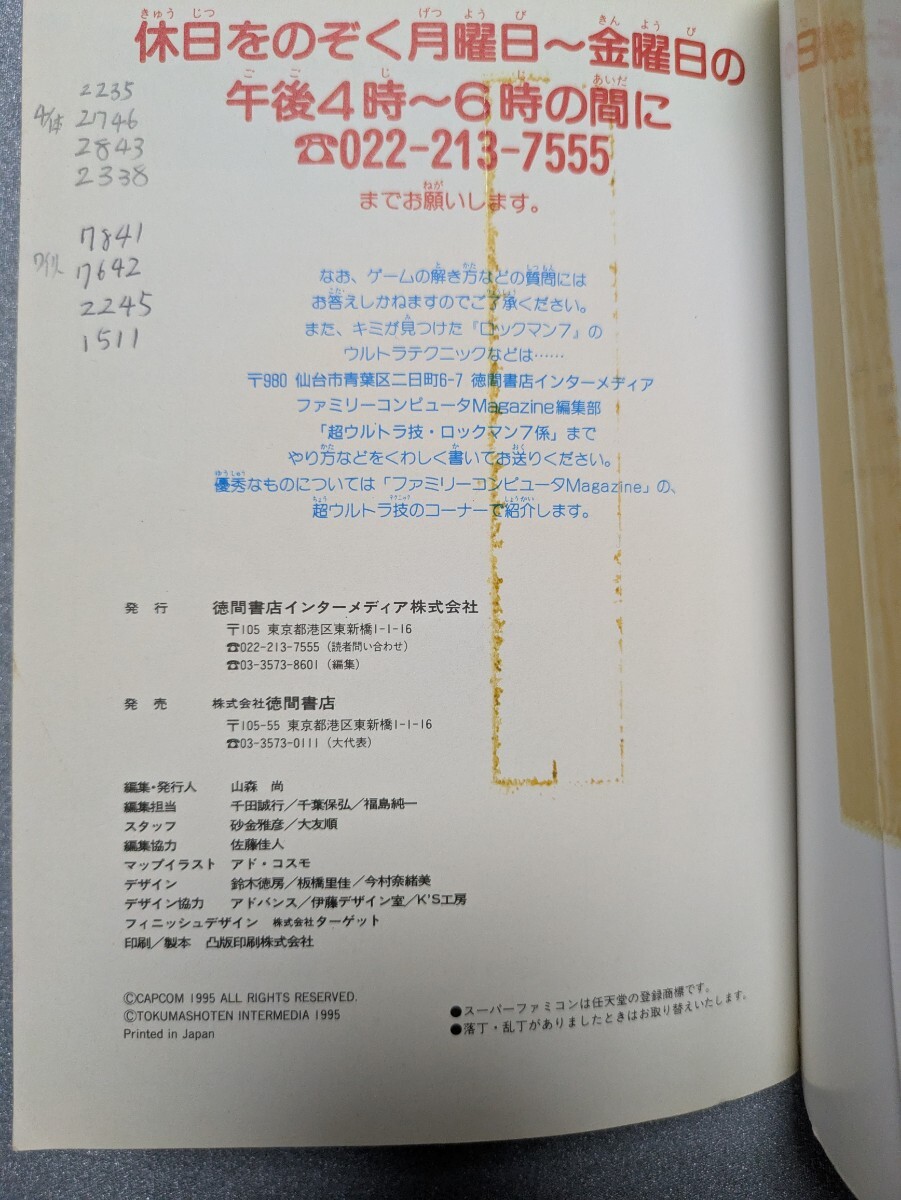 休日をのぞく月曜日～金曜日の
午後4時～6時の間に
☎022-213-7555
までお願いします。
2235
4体 2746
2843
2338
7841
ワイリ 7642
2245
1511
なお、ゲームの解き方などの質問には
お答えしかねますのでご了承ください。
また、キミが見つけた『ロックマン7』の
ウルトラテクニックなどは……
〒980 仙台市青葉区二日町6-7 徳間書店インターメディア
ファミリーコンピュータMagazine編集部
「超ウルトラ技・ロックマン7係」まで
やり方などをくわしく書いてお送りください。
優秀なものについては「ファミリーコンピュータMagazine」の、
超ウルトラ技のコーナーで紹介します。
発行 徳間書店インターメディア株式会社
〒105 東京都港区東新橋1-1-16
☎022-213-7555（読者問い合わせ）
☎03-3573-8601（編集）
発売 株式会社徳間書店
〒105-55 東京都港区東新橋1-1-16
☎03-3573-0111（大代表）
編集・発行人 山森 尚
編集担当 千田誠行／千葉保弘／福島純一
スタッフ 砂金雅彦／大友順
編集協力 佐藤佳人
マップイラスト アド・コスモ
デザイン 鈴木徳房／板橋里佳／今村奈緒美
デザイン協力 アドバンス／伊藤デザイン室／K'S工房
フィニッシュデザイン 株式会社ターゲット
印刷／製本 凸版印刷株式会社
©CAPCOM 1995 ALL RIGHTS RESERVED.
©TOKUMASHOTEN INTERMEDIA 1995
Printed in Japan
●スーパーファミコンは任天堂の登録商標です。
●落丁・乱丁がありましたときはお取り替えいたします。